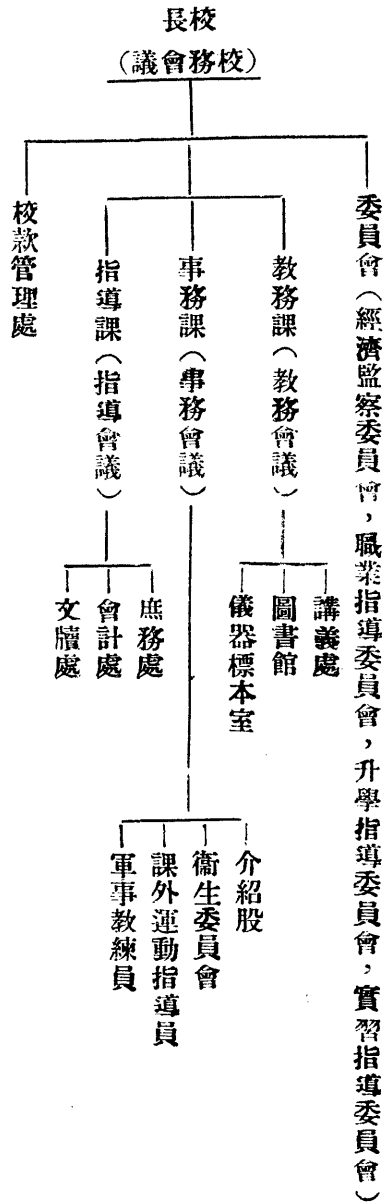 長校
（議會務校）
委員會（經濟監察委員會，職業指導委員會，升學指導委員會，實習指導委員會）
教務課（教務會議）
講義處
圖書館
儀器標本室
事務課（事務會議）
介紹股
衞生委員會
課外運動指導員
軍事教練員
指導課（指導會議）
庶務處
會計處
文牘處
校款管理處